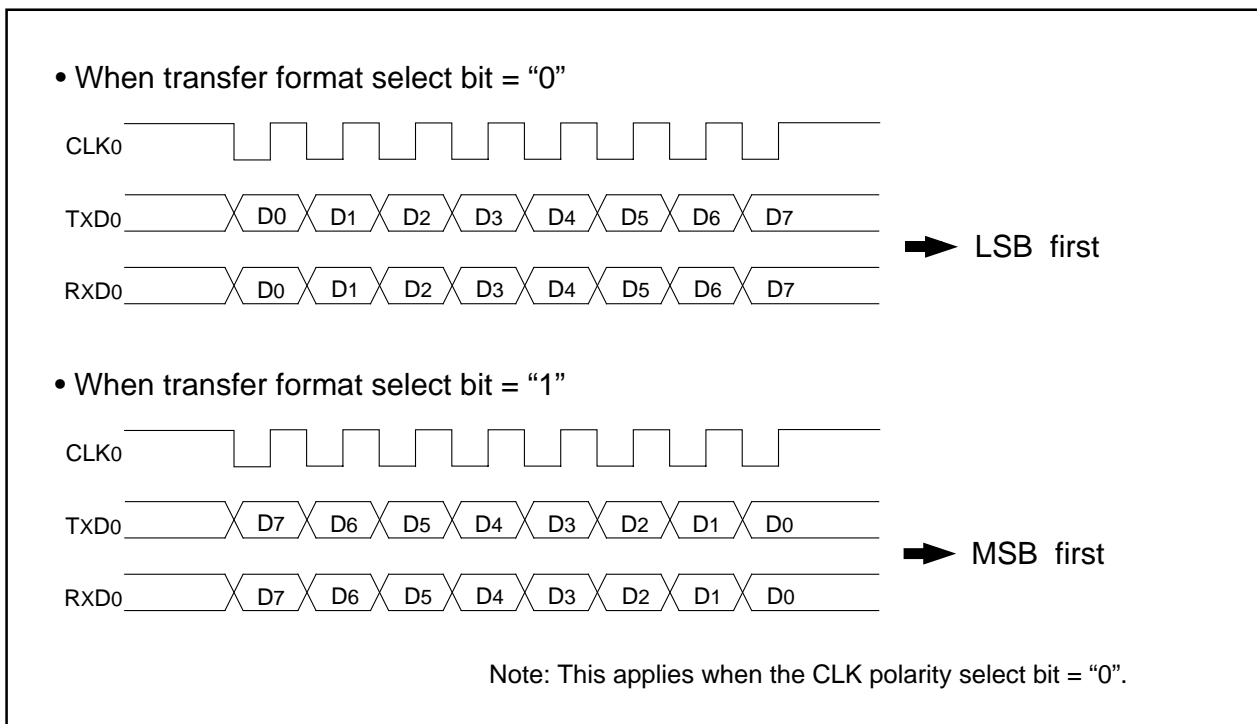 • When transfer format select bit = “0”
CLK0
TXD0 D0 D1 D2 D3 D4 D5 D6 D7
LSB first
RXD0 D0 D1 D2 D3 D4 D5 D6 D7
• When transfer format select bit = “1”
CLK0
TXD0 D7 D6 D5 D4 D3 D2 D1 D0
MSB first
RXD0 D7 D6 D5 D4 D3 D2 D1 D0
Note: This applies when the CLK polarity select bit = “0”.